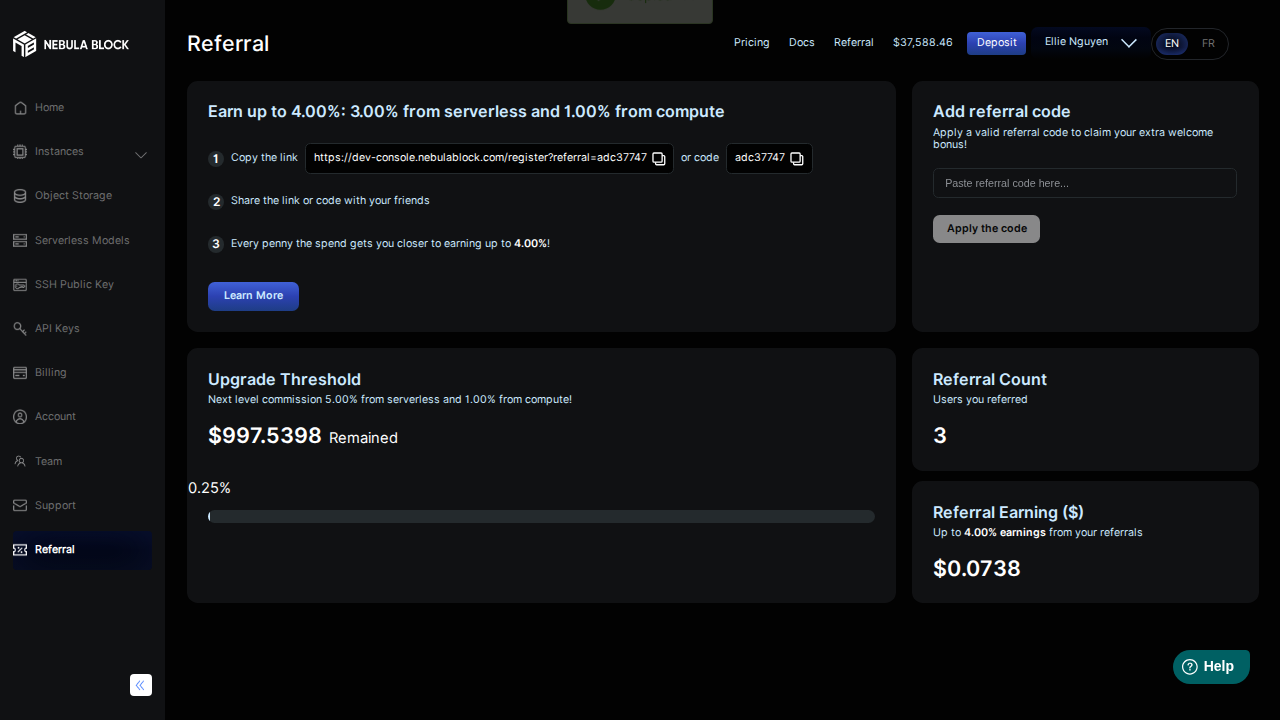 NEBULA BLOCK
Home
Instances
Object Storage
Serverless Models
SSH Public Key
API Keys
Billing
Account
Team
Support
Referral
Referral
Pricing
Docs
Referral
$37,588.46
Deposit
Ellie Nguyen
EN
FR
Earn up to 4.00%: 3.00% from serverless and 1.00% from compute
1 Copy the link https://dev-console.nebulablock.com/register?referral=adc37747 or code adc37747
2 Share the link or code with your friends
3 Every penny the spend gets you closer to earning up to 4.00%!
Learn More
Add referral code
Apply a valid referral code to claim your extra welcome
bonus!
Paste referral code here...
Apply the code
Upgrade Threshold
Next level commission 5.00% from serverless and 1.00% from compute!
$997.5398 Remained
0.25%
Referral Count
Users you referred
3
Referral Earning ($)
Up to 4.00% earnings from your referrals
$0.0738
Help